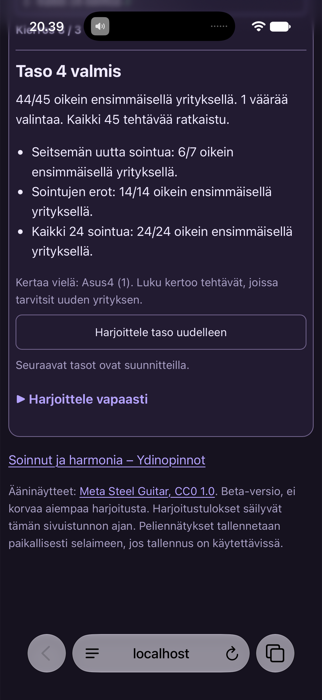 20.39
Kierros 3 / 3
Taso 4 valmis
44/45 oikein ensimmäisellä yrityksellä. 1 väärää
valintaa. Kaikki 45 tehtävää ratkaistu.
• Seitsemän uutta sointua: 6/7 oikein
ensimmäisellä yrityksellä.
• Sointujen erot: 14/14 oikein ensimmäisellä
yrityksellä.
• Kaikki 24 sointua: 24/24 oikein ensimmäisellä
yrityksellä.
Kertaa vielä: Asus4 (1). Luku kertoo tehtävät, joissa
tarvitsit uuden yrityksen.
Harjoittele taso uudelleen
Seuraavat tasot ovat suunnitteilla.
▶ Harjoittele vapaasti
Soinnut ja harmonia – Ydinopinnot
Ääninäytteet: Meta Steel Guitar, CC0 1.0. Beta-versio, ei
korvaa aiempaa harjoitusta. Harjoitustulokset säilyvät
tämän sivuistunnon ajan. Peliennätykset tallennetaan
paikallisesti selaimeen, jos tallennus on käytettävissä.
localhost